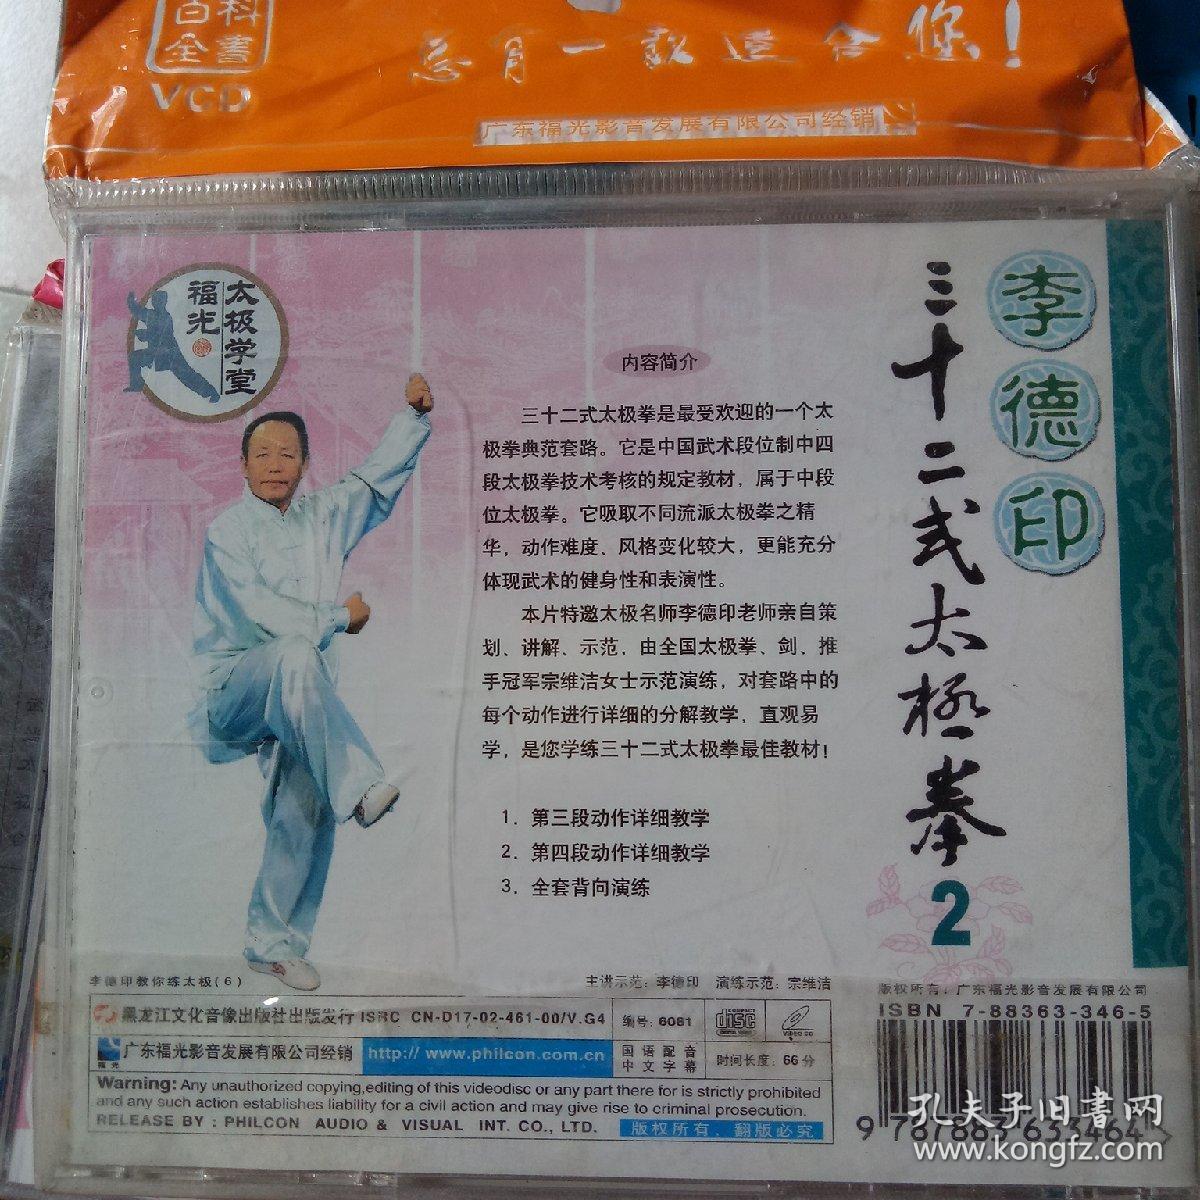 百科
全書
VCD
总有一款适合您!
广东福光影音发展有限公司经销
太极学堂
福光
李德印
三十二式太極拳
2
内容简介
三十二式太极拳是最受欢迎的一个太
极拳典范套路。它是中国武术段位制中四
段太极拳技术考核的规定教材，属于中段
位太极拳。它吸取不同流派太极拳之精
华，动作难度、风格变化较大，更能充分
体现武术的健身性和表演性。
本片特邀太极名师李德印老师亲自策
划、讲解、示范，由全国太极拳、剑、推
手冠军宗维洁女士示范演练，对套路中的
每个动作进行详细的分解教学，直观易
学，是您学练三十二式太极拳最佳教材!
1. 第三段动作详细教学
2. 第四段动作详细教学
3. 全套背向演练
李德印教你练太极(6)
主讲示范: 李德印 演练示范: 宗维洁
版权所有: 广东福光影音发展有限公司
黑龙江文化音像出版社出版发行 ISRC CN-D17-02-461-00/V.G4
编号: 6081
disc
VIDEO CD
福光
广东福光影音发展有限公司经销
http://www.philcon.com.cn
国语配音
中文字幕
时间长度: 66分
Warning: Any unauthorized copying,editing of this videodisc or any part there for is strictly prohibited
and any such action establishes liability for a civil action and may give rise to criminal prosecution.
RELEASE BY : PHILCON AUDIO & VISUAL INT. CO., LTD.
版权所有、翻版必究
ISBN 7-88363-346-5
9 787883 633464
孔夫子旧書网
www.kongfz.com